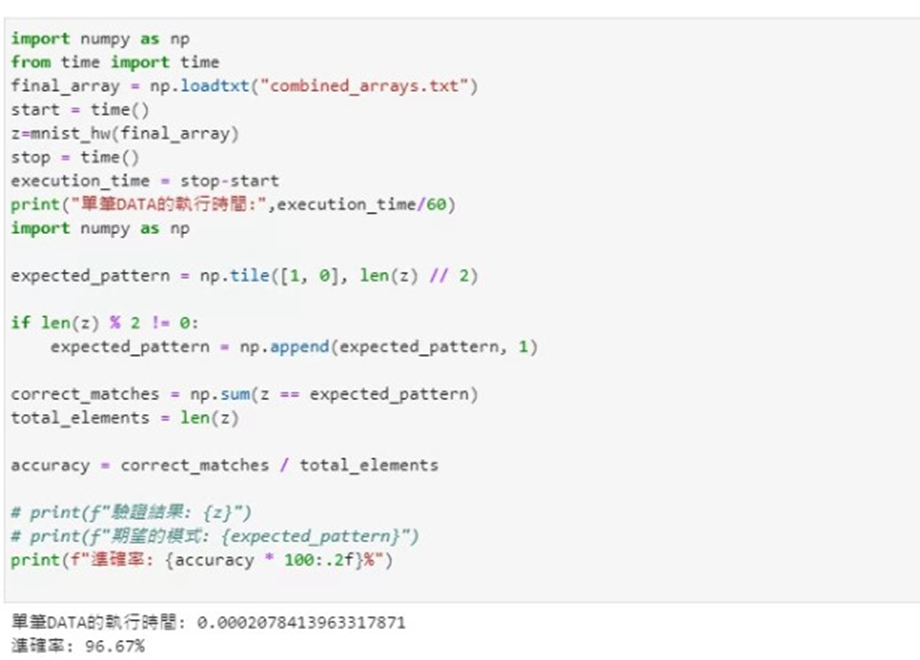 import numpy as np
from time import time
final_array = np.loadtxt("combined_arrays.txt")
start = time()
z=mnist_hw(final_array)
stop = time()
execution_time = stop-start
print("單筆DATA的執行時間:",execution_time/60)
import numpy as np
expected_pattern = np.tile([1, 0], len(z) // 2)
if len(z) % 2 != 0:
    expected_pattern = np.append(expected_pattern, 1)
correct_matches = np.sum(z == expected_pattern)
total_elements = len(z)
accuracy = correct_matches / total_elements
# print(f"驗證結果: {z}")
# print(f"期望的模式: {expected_pattern}")
print(f"準確率: {accuracy * 100:.2f}%")
單筆DATA的執行時間: 0.0002078413963317871
準確率: 96.67%